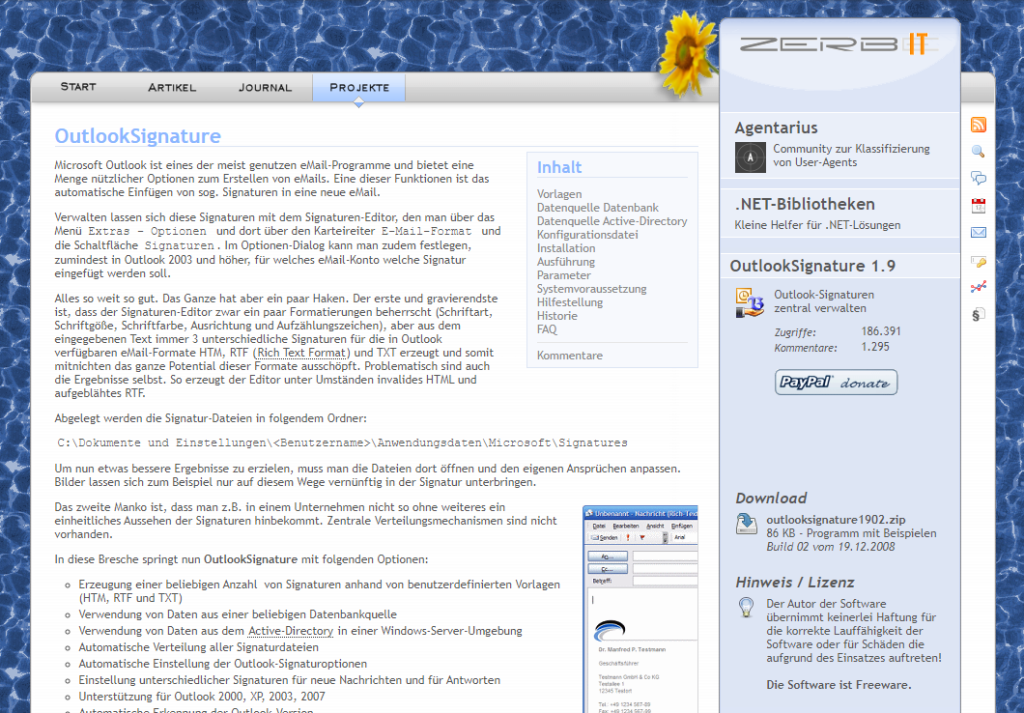 START
ARTIKEL
JOURNAL
PROJEKTE
ZERBIT
OutlookSignature
Microsoft Outlook ist eines der meist genutzen eMail-Programme und bietet eine
Menge nützlicher Optionen zum Erstellen von eMails. Eine dieser Funktionen ist das
automatische Einfügen von sog. Signaturen in eine neue eMail.
Verwalten lassen sich diese Signaturen mit dem Signaturen-Editor, den man über das
Menü Extras - Optionen und dort über den Karteireiter E-Mail-Format und
die Schaltfläche Signaturen. Im Optionen-Dialog kann man zudem festlegen,
zumindest in Outlook 2003 und höher, für welches eMail-Konto welche Signatur
eingefügt werden soll.
Alles so weit so gut. Das Ganze hat aber ein paar Haken. Der erste und gravierendste
ist, dass der Signaturen-Editor zwar ein paar Formatierungen beherrscht (Schriftart,
Schriftgöße, Schriftfarbe, Ausrichtung und Aufzählungszeichen), aber aus dem
eingegebenen Text immer 3 unterschiedliche Signaturen für die in Outlook
verfügbaren eMail-Formate HTM, RTF (Rich Text Format) und TXT erzeugt und somit
mitnichten das ganze Potential dieser Formate ausschöpft. Problematisch sind auch
die Ergebnisse selbst. So erzeugt der Editor unter Umständen invalides HTML und
aufgeblähtes RTF.
Abgelegt werden die Signatur-Dateien in folgendem Ordner:
C:\Dokumente und Einstellungen\<Benutzername>\Anwendungsdaten\Microsoft\Signatures
Um nun etwas bessere Ergebnisse zu erzielen, muss man die Dateien dort öffnen und den eigenen Ansprüchen anpassen.
Bilder lassen sich zum Beispiel nur auf diesem Wege vernünftig in der Signatur unterbringen.
Das zweite Manko ist, dass man z.B. in einem Unternehmen nicht so ohne weiteres ein
einheitliches Aussehen der Signaturen hinbekommt. Zentrale Verteilungsmechanismen sind nicht
vorhanden.
In diese Bresche springt nun OutlookSignature mit folgenden Optionen:
Erzeugung einer beliebigen Anzahl von Signaturen anhand von benutzerdefinierten Vorlagen
(HTM, RTF und TXT)
Verwendung von Daten aus einer beliebigen Datenbankquelle
Verwendung von Daten aus dem Active-Directory in einer Windows-Server-Umgebung
Automatische Verteilung aller Signaturdateien
Automatische Einstellung der Outlook-Signaturoptionen
Einstellung unterschiedlicher Signaturen für neue Nachrichten und für Antworten
Unterstützung für Outlook 2000, XP, 2003, 2007
Automatische Erkennung der Outlook-Version
Inhalt
Vorlagen
Datenquelle Datenbank
Datenquelle Active-Directory
Konfigurationsdatei
Installation
Ausführung
Parameter
Systemvoraussetzung
Hilfestellung
Historie
FAQ
Kommentare
Unbenannt - Nachricht (Rich-Text
Datei Bearbeiten Ansicht Einfügen
Senden
Arial
An...
Cc...
Betreff:
Dr. Manfred P. Testmann
Geschäftsführer
Testmann GmbH & Co KG
Testallee 1
12345 Testort
Tel. +49 1234 567-89
Agentarius
A
Community zur Klassifizierung
von User-Agents
.NET-Bibliotheken
Kleine Helfer für .NET-Lösungen
OutlookSignature 1.9
Outlook-Signaturen
zentral verwalten
Zugriffe: 186.391
Kommentare: 1.295
PayPal donate
Download
outlooksignature1902.zip
86 KB - Programm mit Beispielen
Build 02 vom 19.12.2008
Hinweis / Lizenz
Der Autor der Software
übernimmt keinerlei Haftung für
die korrekte Lauffähigkeit der
Software oder für Schäden die
aufgrund des Einsatzes auftreten!
Die Software ist Freeware.
§